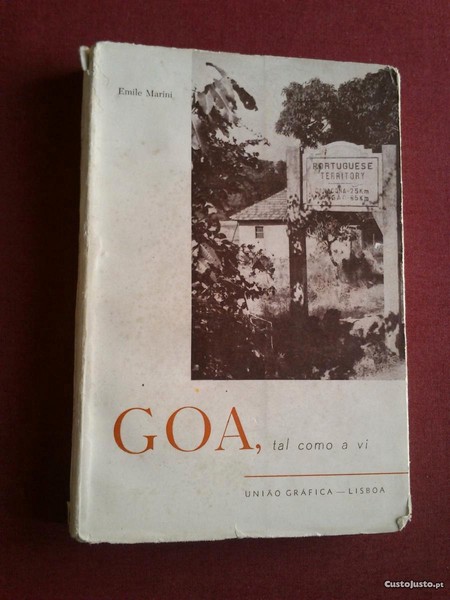 Emile Marini
PORTUGUESE
TERRITORY
GOA, tal como a vi
UNIÃO GRÁFICA — LISBOA
CustoJusto.pt